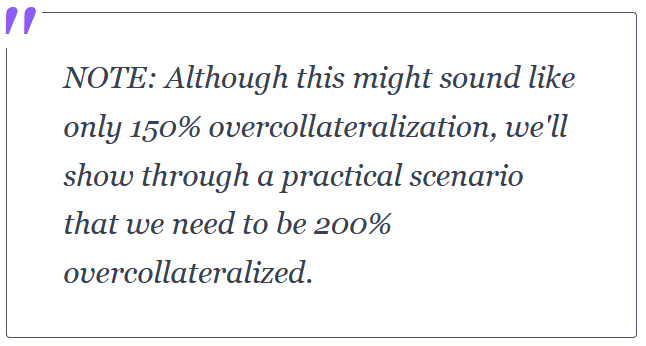 NOTE: Although this might sound like
only 150% overcollateralization, we'll
show through a practical scenario
that we need to be 200%
overcollateralized.